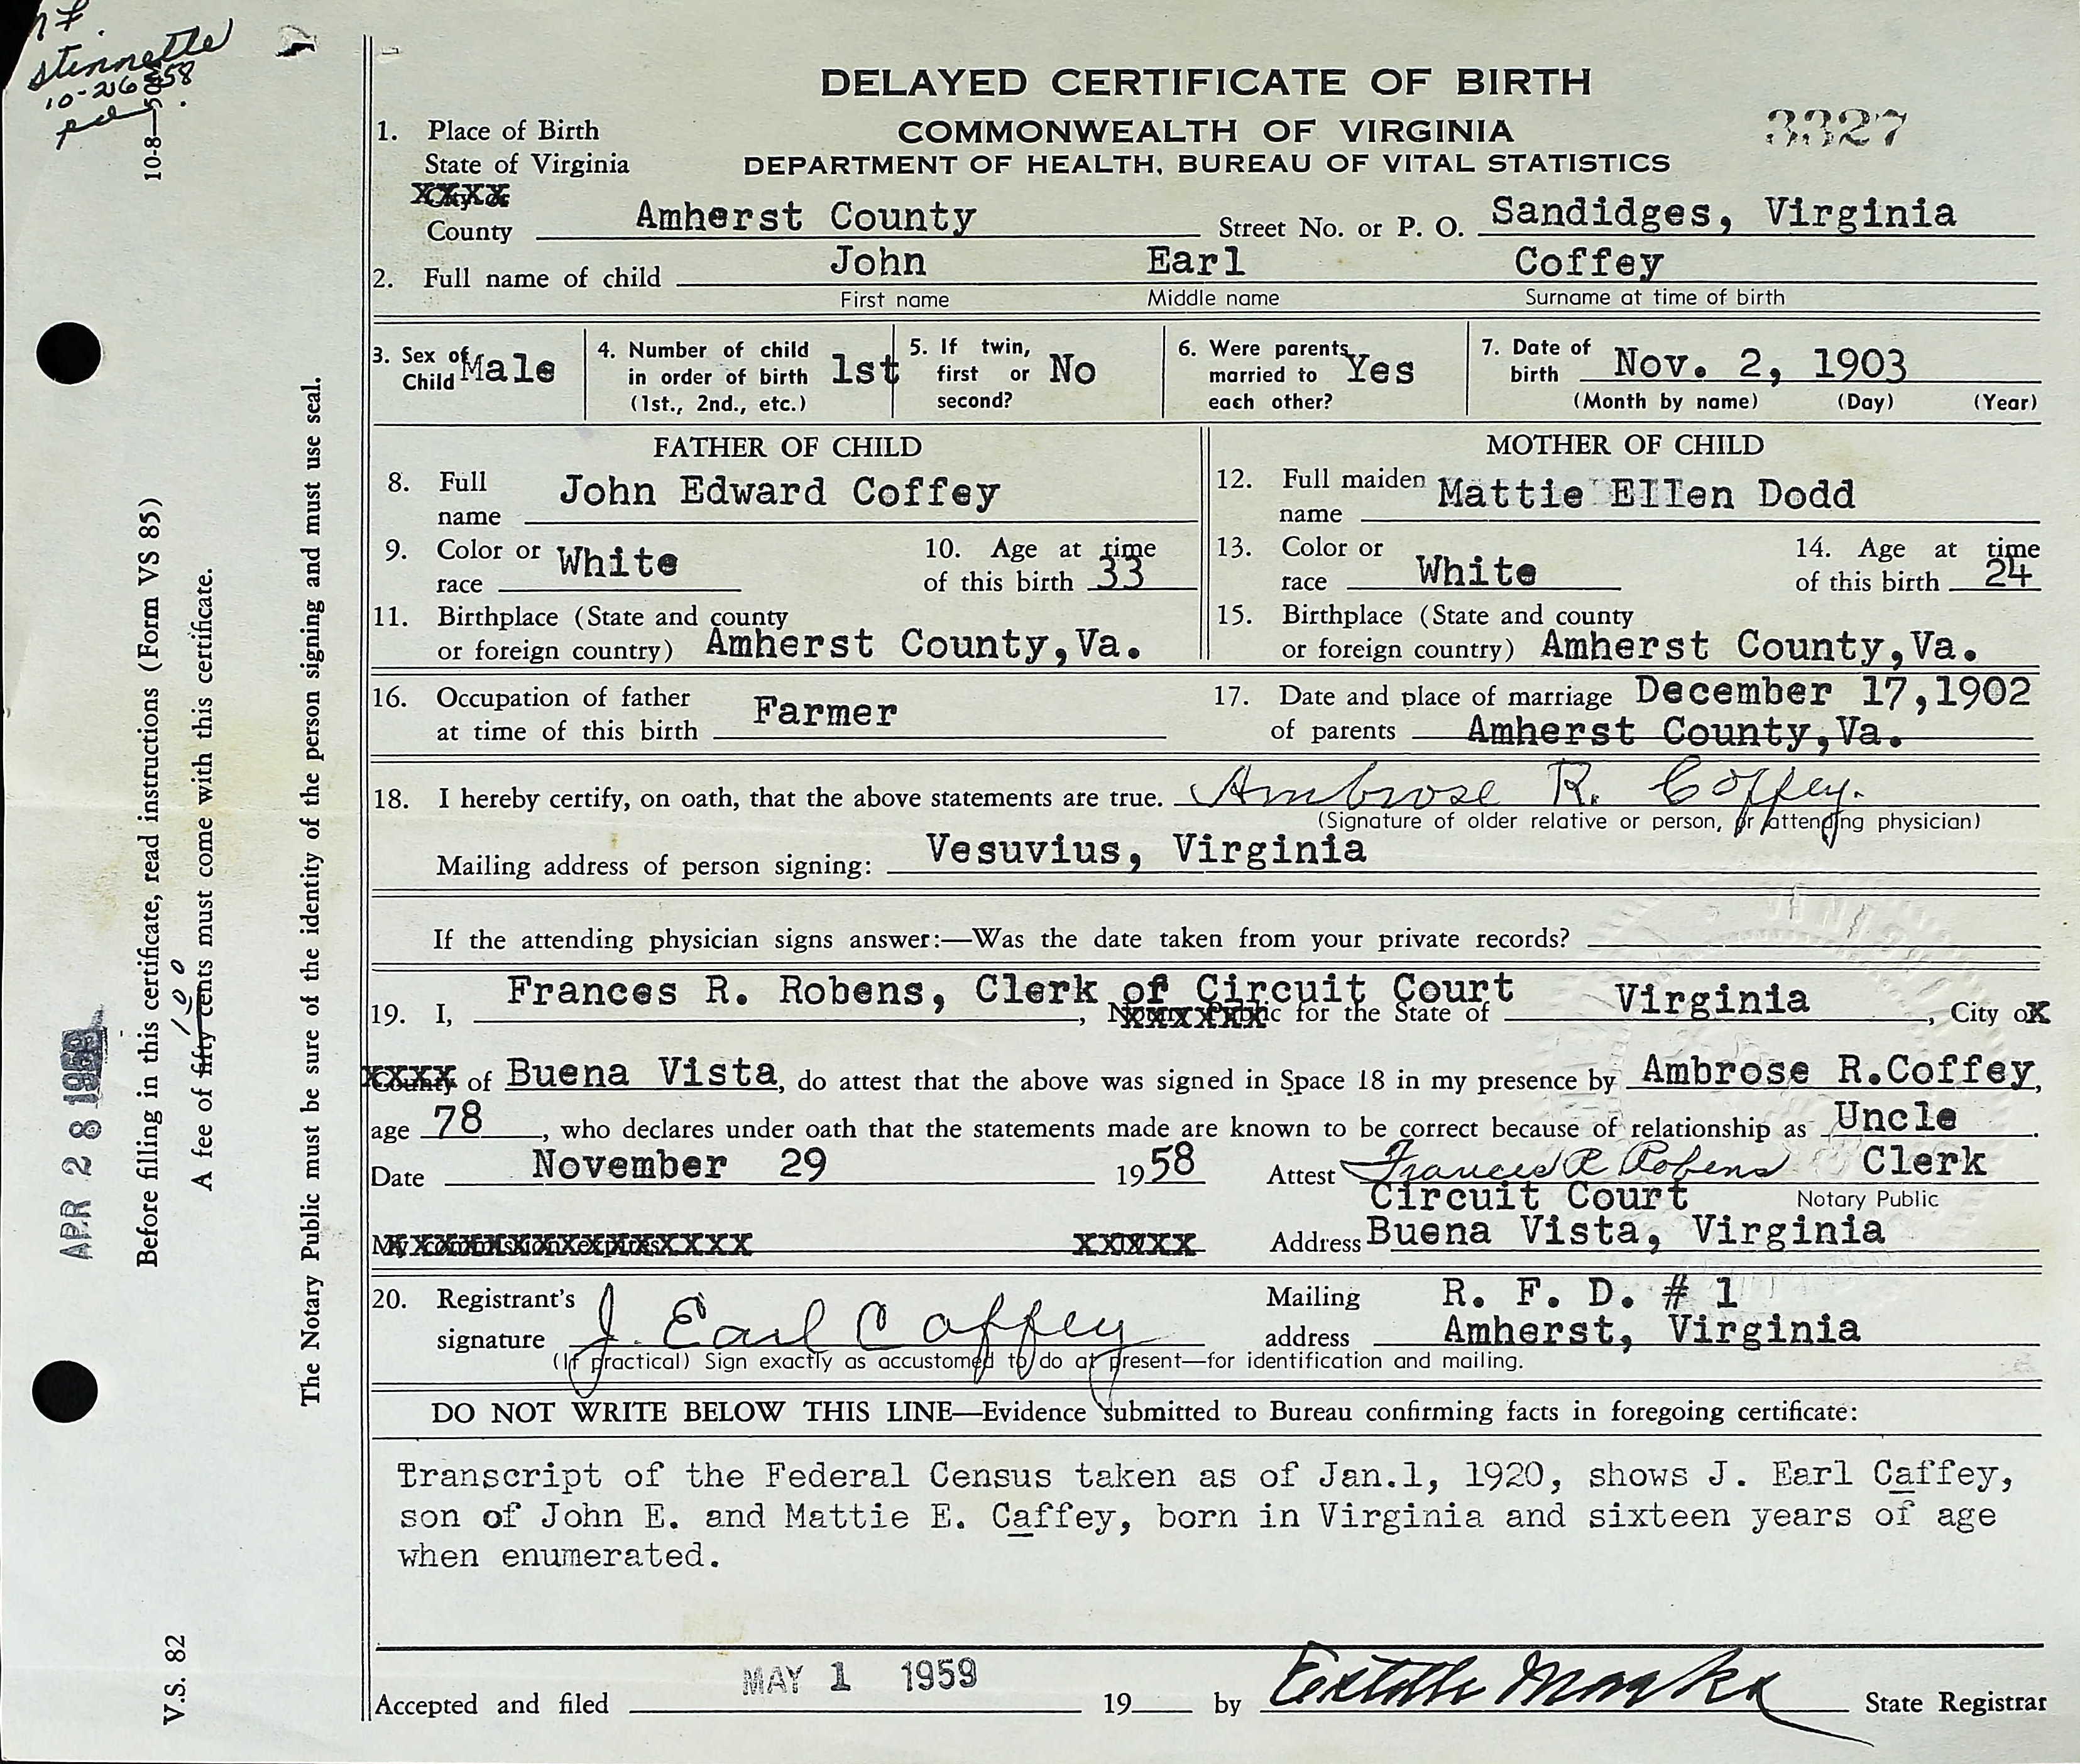 stinnette
10-26-58
pd
10-8—50M
DELAYED CERTIFICATE OF BIRTH
COMMONWEALTH OF VIRGINIA
DEPARTMENT OF HEALTH, BUREAU OF VITAL STATISTICS
3327
1. Place of Birth
State of Virginia
XXXX
County Amherst County Street No. or P. O. Sandidges, Virginia
2. Full name of child John Earl Coffey
First name Middle name Surname at time of birth
3. Sex of Child Male
4. Number of child in order of birth (1st., 2nd., etc.) 1st
5. If twin, first or second? No
6. Were parents married to each other? Yes
7. Date of birth Nov. 2, 1903
(Month by name) (Day) (Year)
FATHER OF CHILD
8. Full name John Edward Coffey
9. Color or race White
10. Age at time of this birth 33
11. Birthplace (State and county
or foreign country) Amherst County,Va.
MOTHER OF CHILD
12. Full maiden name Mattie Ellen Dodd
13. Color or race White
14. Age at time of this birth 24
15. Birthplace (State and county
or foreign country) Amherst County,Va.
16. Occupation of father
at time of this birth Farmer
17. Date and place of marriage December 17,1902
of parents Amherst County,Va.
18. I hereby certify, on oath, that the above statements are true. Ambrose R. Coffey.
(Signature of older relative or person, or attending physician)
Mailing address of person signing: Vesuvius, Virginia
If the attending physician signs answer:—Was the date taken from your private records?
19. I, Frances R. Robens, Clerk of Circuit Court, Notary Public for the State of Virginia, City oX
County of Buena Vista, do attest that the above was signed in Space 18 in my presence by Ambrose R.Coffey,
age 78, who declares under oath that the statements made are known to be correct because of relationship as Uncle.
Date November 29 1958 Attest Frances R Robens Clerk
Circuit Court Notary Public
My commission expires XXXXXX Address Buena Vista, Virginia
20. Registrant's signature J. Earl Caffey
Mailing address R. F. D. # 1
Amherst, Virginia
(If practical) Sign exactly as accustomed to do at present—for identification and mailing.
DO NOT WRITE BELOW THIS LINE—Evidence submitted to Bureau confirming facts in foregoing certificate:
transcript of the Federal Census taken as of Jan.1, 1920, shows J. Earl Caffey,
son of John E. and Mattie E. Caffey, born in Virginia and sixteen years of age
when enumerated.
Accepted and filed MAY 1 1959 19 by State Registrar
Before filling in this certificate, read instructions (Form VS 85)
A fee of fifty cents must come with this certificate.
1 00
The Notary Public must be sure of the identity of the person signing and must use seal.
APR 28
V.S. 82